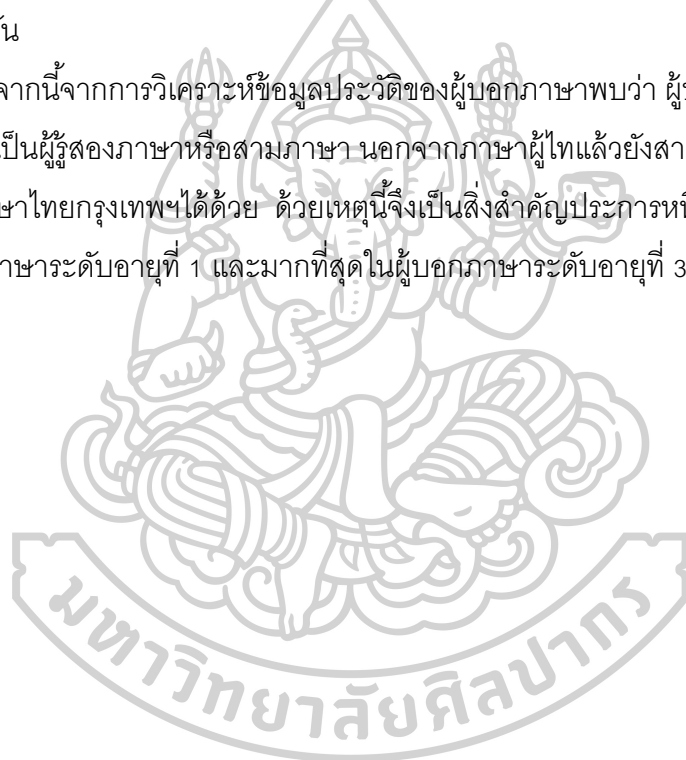 จากนี้จากการวิเคราะห์ข้อมูลประวัติของผู้บอกภาษาพบว่า
เป็นผู้รู้สองภาษาหรือสามภาษา นอกจากภาษาผู้ไทแล้วยังสา
ษาไทยกรุงเทพฯได้ด้วย ด้วยเหตุนี้จึงเป็นสิ่งสำคัญประการหนึ
าษาระดับอายุที่ 1 และมากที่สุดในผู้บอกภาษาระดับอายุที่ 3
มหาวิทยาลัยศิลปากร